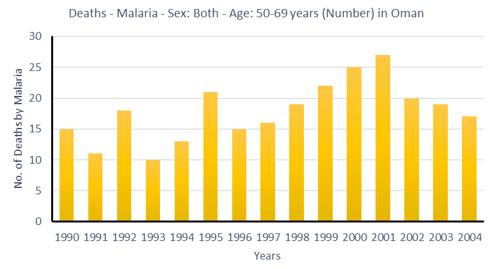 Deaths - Malaria - Sex: Both - Age: 50-69 years (Number) in Oman
30
25
20
15
10
5
0
No. of Deaths by Malaria
1990 1991 1992 1993 1994 1995 1996 1997 1998 1999 2000 2001 2002 2003 2004
Years